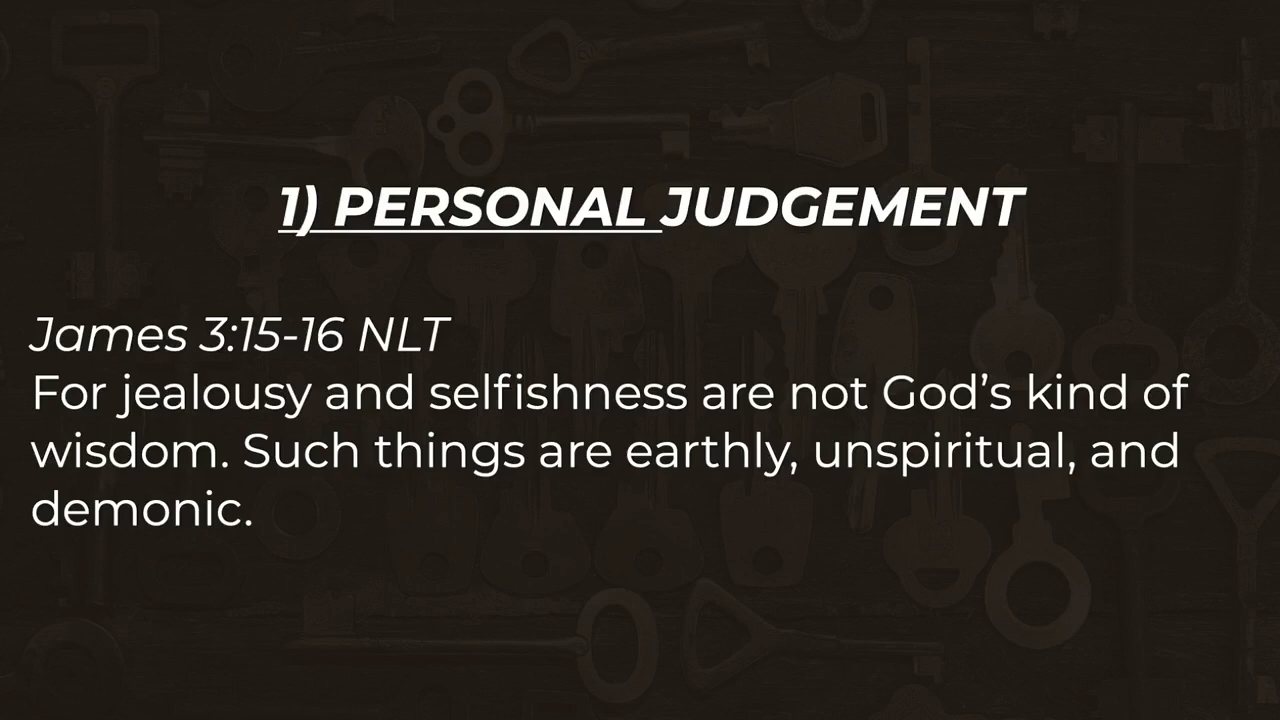 1) PERSONAL JUDGEMENT
James 3:15-16 NLT
For jealousy and selfishness are not God’s kind of
wisdom. Such things are earthly, unspiritual, and
demonic.